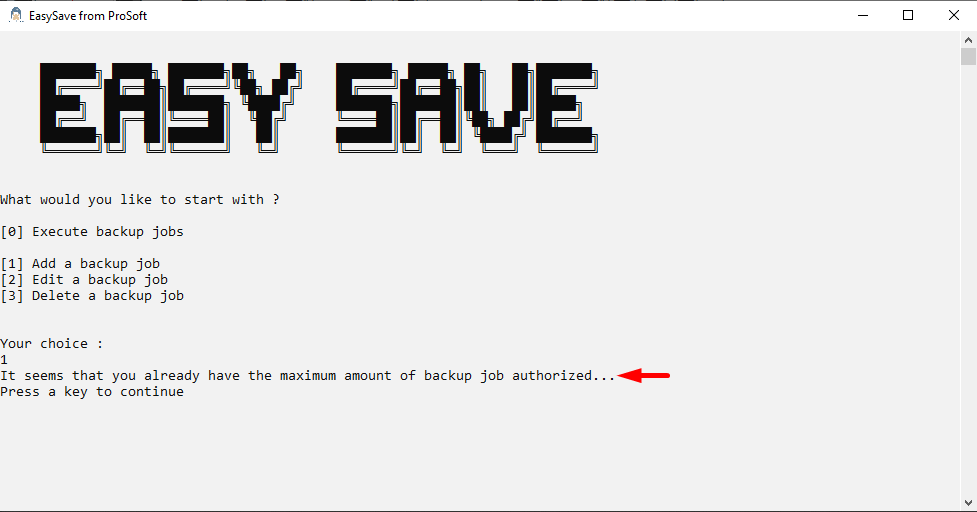 EasySave from ProSoft
EASY SAVE
What would you like to start with ?
[0] Execute backup jobs
[1] Add a backup job
[2] Edit a backup job
[3] Delete a backup job
Your choice :
1
It seems that you already have the maximum amount of backup job authorized...
Press a key to continue